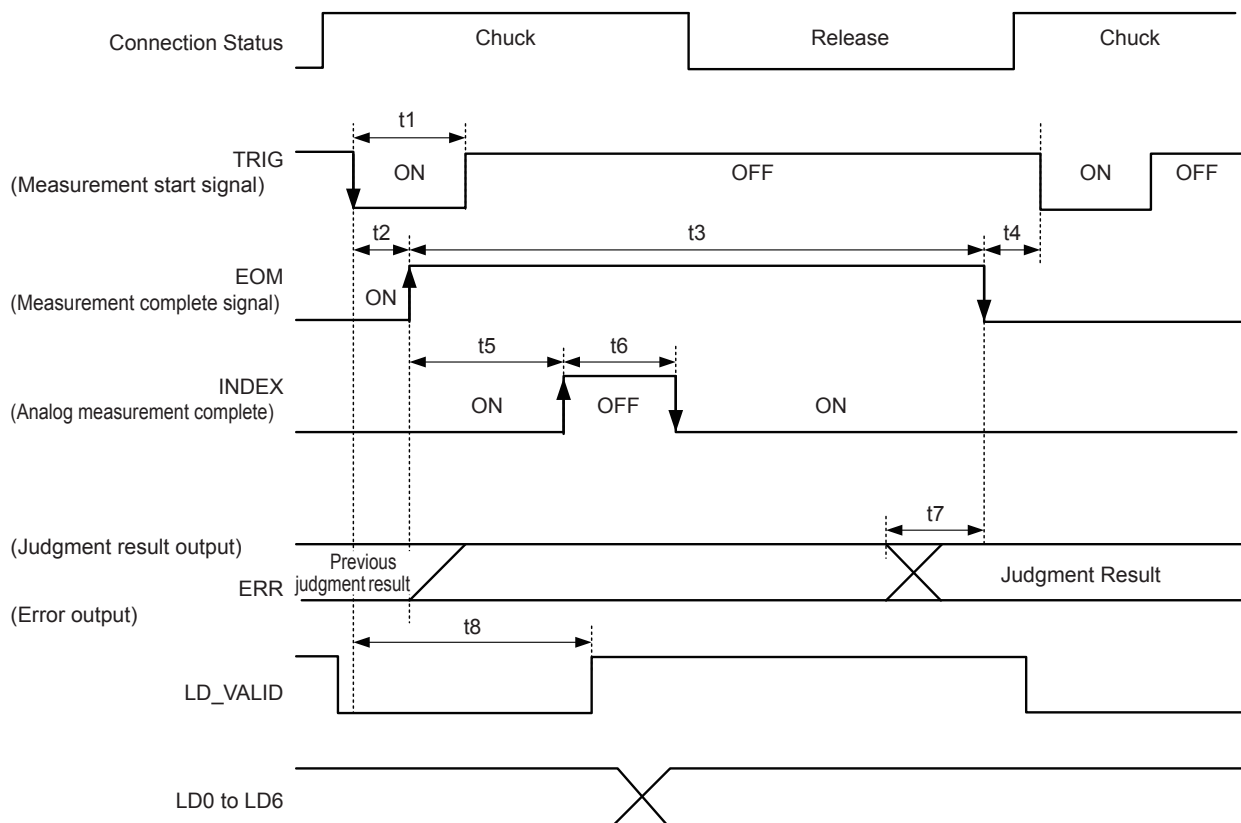 Connection Status
Chuck
Release
Chuck
t1
TRIG
(Measurement start signal)
ON
OFF
ON
OFF
t2
t3
t4
EOM
(Measurement complete signal)
ON
t5
t6
INDEX
(Analog measurement complete)
ON
OFF
ON
t7
(Judgment result output)
Previous
judgment result
ERR
Judgment Result
(Error output)
t8
LD_VALID
LD0 to LD6